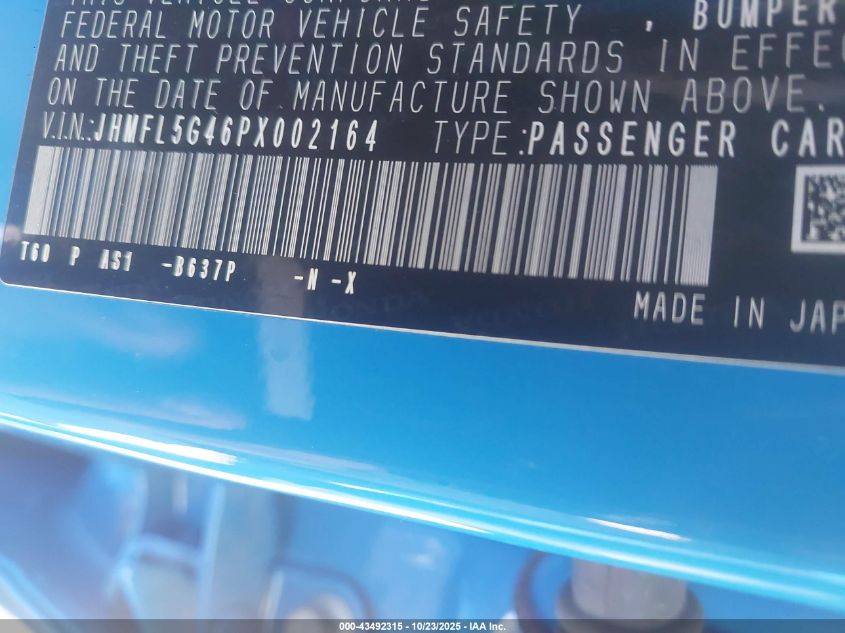 FEDERAL MOTOR VEHICLE SAFETY , BUMPER
AND THEFT PREVENTION STANDARDS IN EFFE
ON THE DATE OF MANUFACTURE SHOWN ABOVE.
V.I.N.:JHMFL5G46PX002164 TYPE:PASSENGER CAR
T60 P AS1 -B637P -N -X
MADE IN JAP
000-43492315 - 10/23/2025 - IAA Inc.